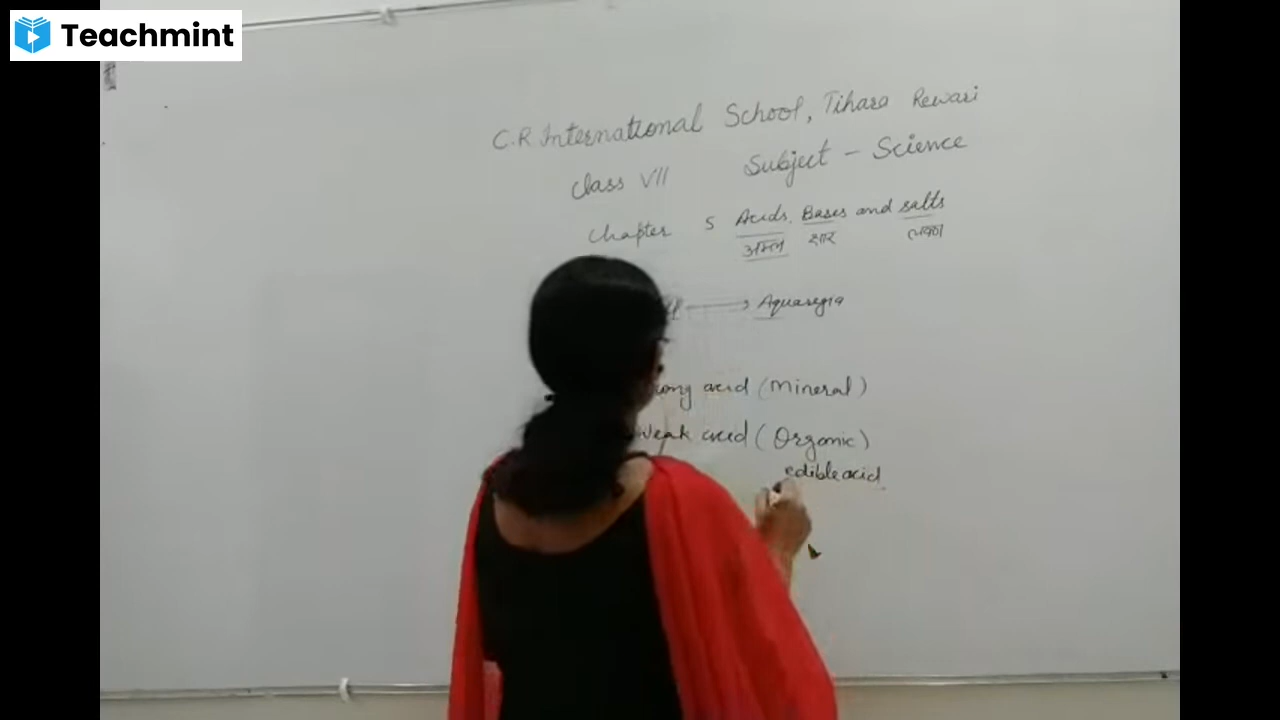 Teachmint
C.R International School, Tihara Rewari
Class VII Subject - Science
Chapter 5 Acids, Bases and salts
अम्ल क्षार लवण
Aquaregia
acid (Mineral)
Weak acid (Organic)
edible acid